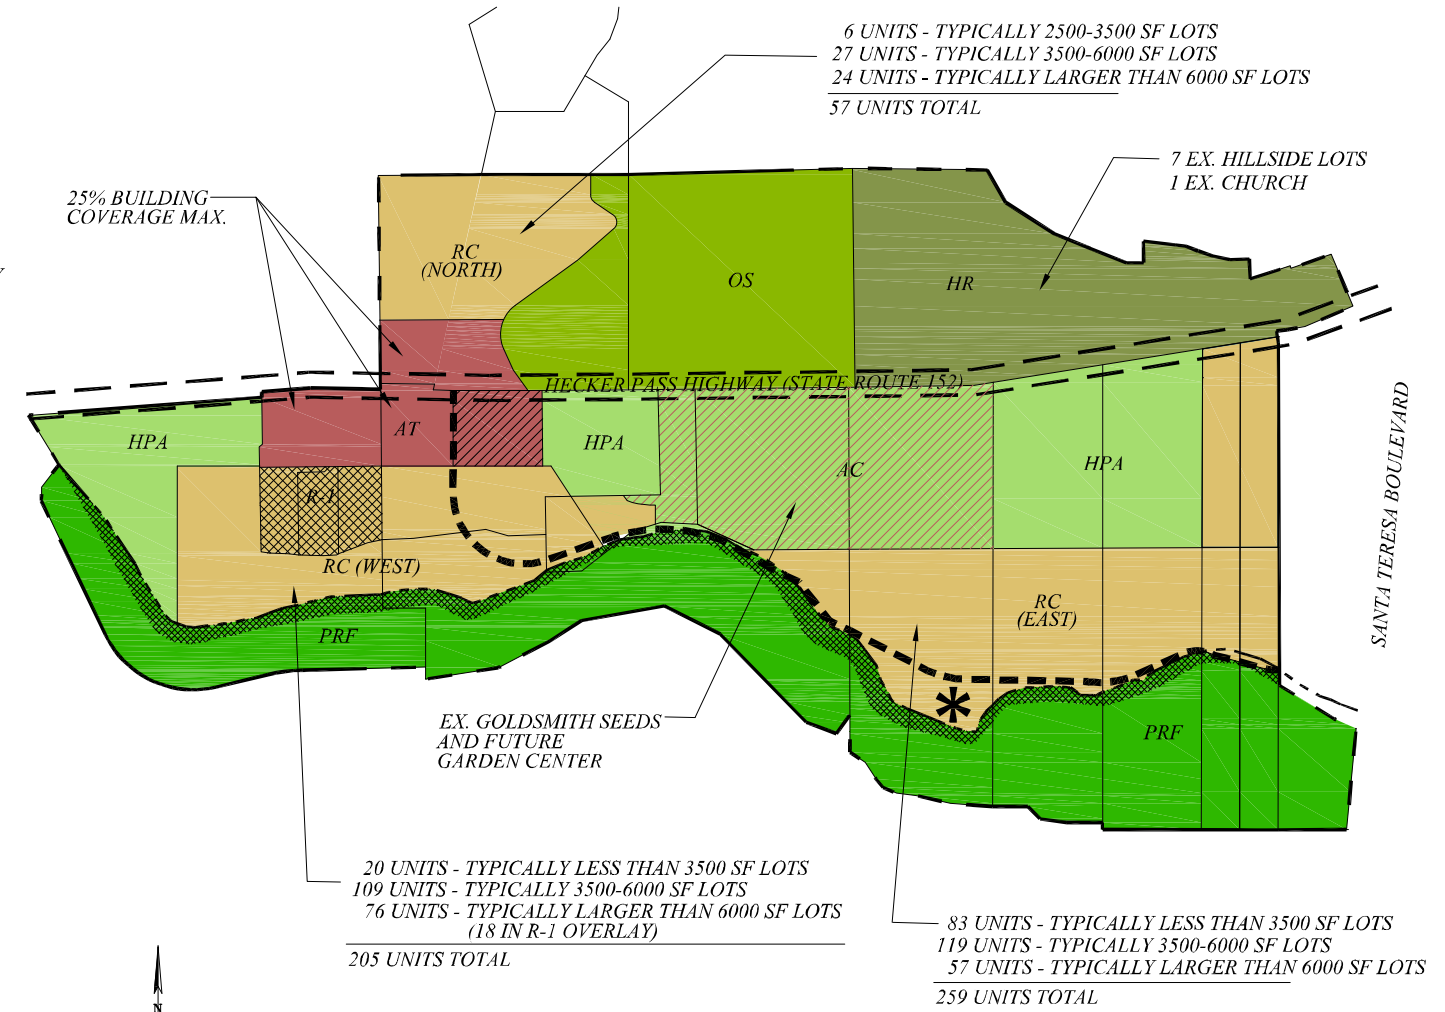 6 UNITS - TYPICALLY 2500-3500 SF LOTS
27 UNITS - TYPICALLY 3500-6000 SF LOTS
24 UNITS - TYPICALLY LARGER THAN 6000 SF LOTS
57 UNITS TOTAL
7 EX. HILLSIDE LOTS
1 EX. CHURCH
25% BUILDING
COVERAGE MAX.
RC
(NORTH)
OS
HR
HECKER PASS HIGHWAY (STATE ROUTE 152)
HPA
AT
HPA
AC
HPA
SANTA TERESA BOULEVARD
R-1
RC (WEST)
RC
(EAST)
PRF
*
PRF
EX. GOLDSMITH SEEDS
AND FUTURE
GARDEN CENTER
20 UNITS - TYPICALLY LESS THAN 3500 SF LOTS
109 UNITS - TYPICALLY 3500-6000 SF LOTS
76 UNITS - TYPICALLY LARGER THAN 6000 SF LOTS
(18 IN R-1 OVERLAY)
205 UNITS TOTAL
83 UNITS - TYPICALLY LESS THAN 3500 SF LOTS
119 UNITS - TYPICALLY 3500-6000 SF LOTS
57 UNITS - TYPICALLY LARGER THAN 6000 SF LOTS
259 UNITS TOTAL
N